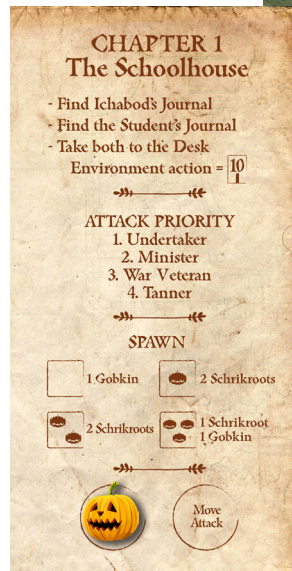 CHAPTER 1
The Schoolhouse
- Find Ichabod's Journal
- Find the Student's Journal
- Take both to the Desk
Environment action = 10
ATTACK PRIORITY
1. Undertaker
2. Minister
3. War Veteran
4. Tanner
SPAWN
1 Gobkin
2 Schrikroots
2 Schrikroots
1 Schrikroot
1 Gobkin
Move
Attack